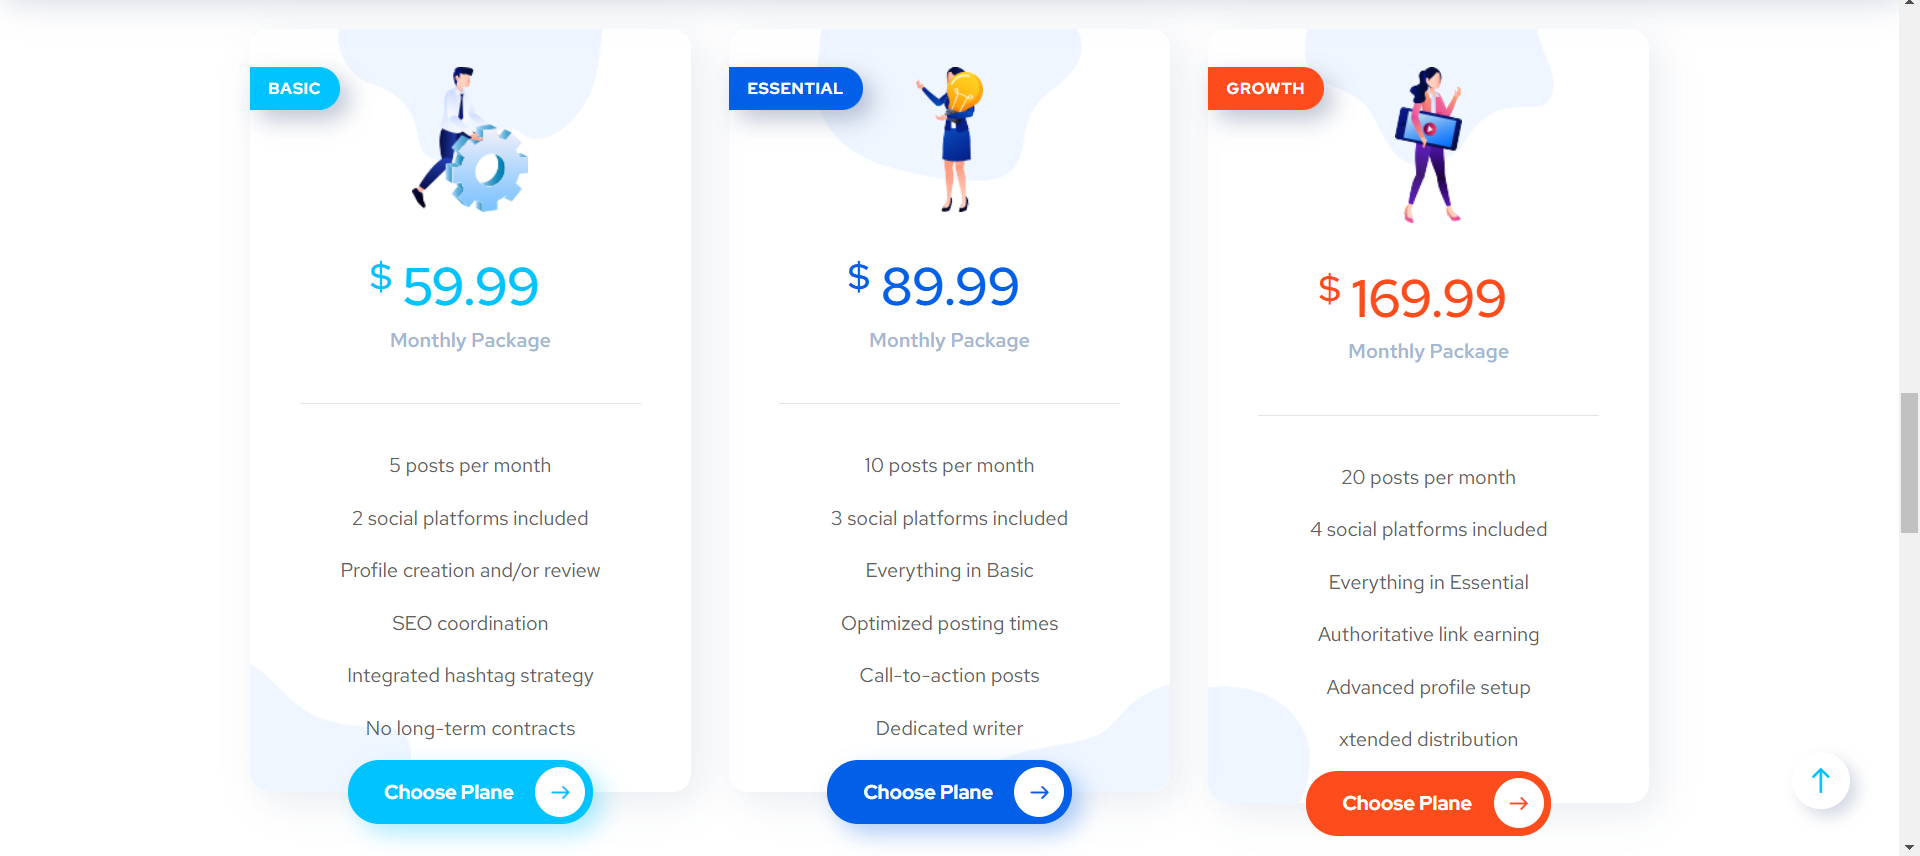 BASIC
$ 59.99
Monthly Package
5 posts per month
2 social platforms included
Profile creation and/or review
SEO coordination
Integrated hashtag strategy
No long-term contracts
Choose Plane
ESSENTIAL
$ 89.99
Monthly Package
10 posts per month
3 social platforms included
Everything in Basic
Optimized posting times
Call-to-action posts
Dedicated writer
Choose Plane
GROWTH
$ 169.99
Monthly Package
20 posts per month
4 social platforms included
Everything in Essential
Authoritative link earning
Advanced profile setup
xtended distribution
Choose Plane